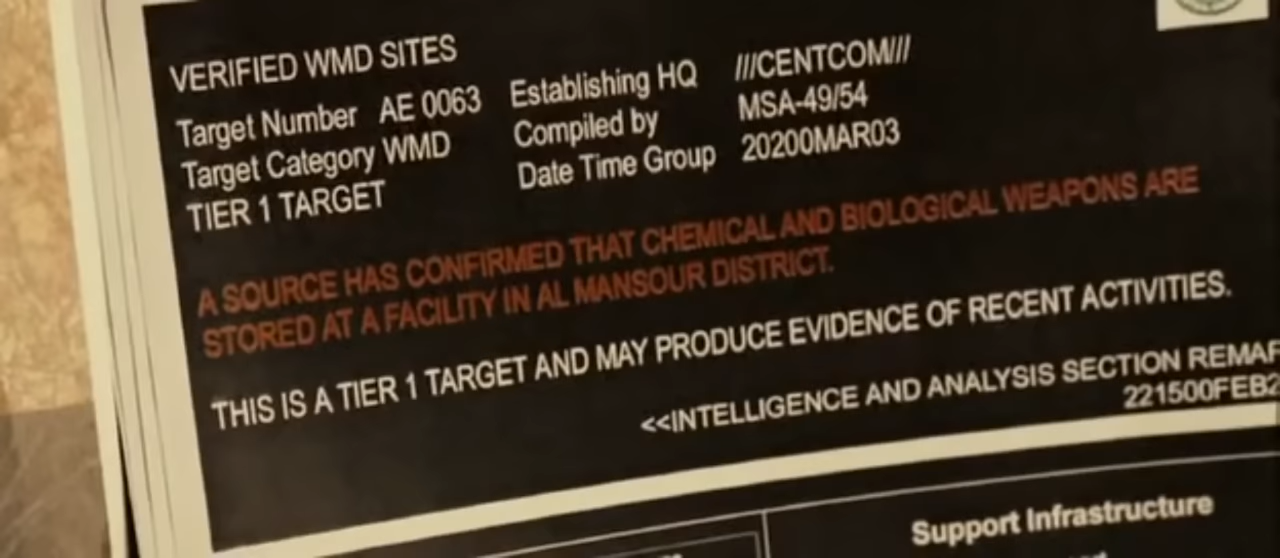 VERIFIED WMD SITES
Target Number AE 0063 Establishing HQ ///CENTCOM///
Target Category WMD Compiled by MSA-49/54
TIER 1 TARGET Date Time Group 20200MAR03
A SOURCE HAS CONFIRMED THAT CHEMICAL AND BIOLOGICAL WEAPONS ARE
STORED AT A FACILITY IN AL MANSOUR DISTRICT.
THIS IS A TIER 1 TARGET AND MAY PRODUCE EVIDENCE OF RECENT ACTIVITIES.
<<INTELLIGENCE AND ANALYSIS SECTION REMAR
221500FEB2
Support Infrastructure